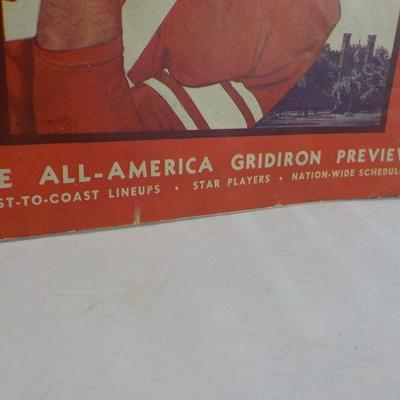 E ALL-AMERICA GRIDIRON PREVIEW
ST-TO-COAST LINEUPS • STAR PLAYERS • NATION-WIDE SCHEDUL